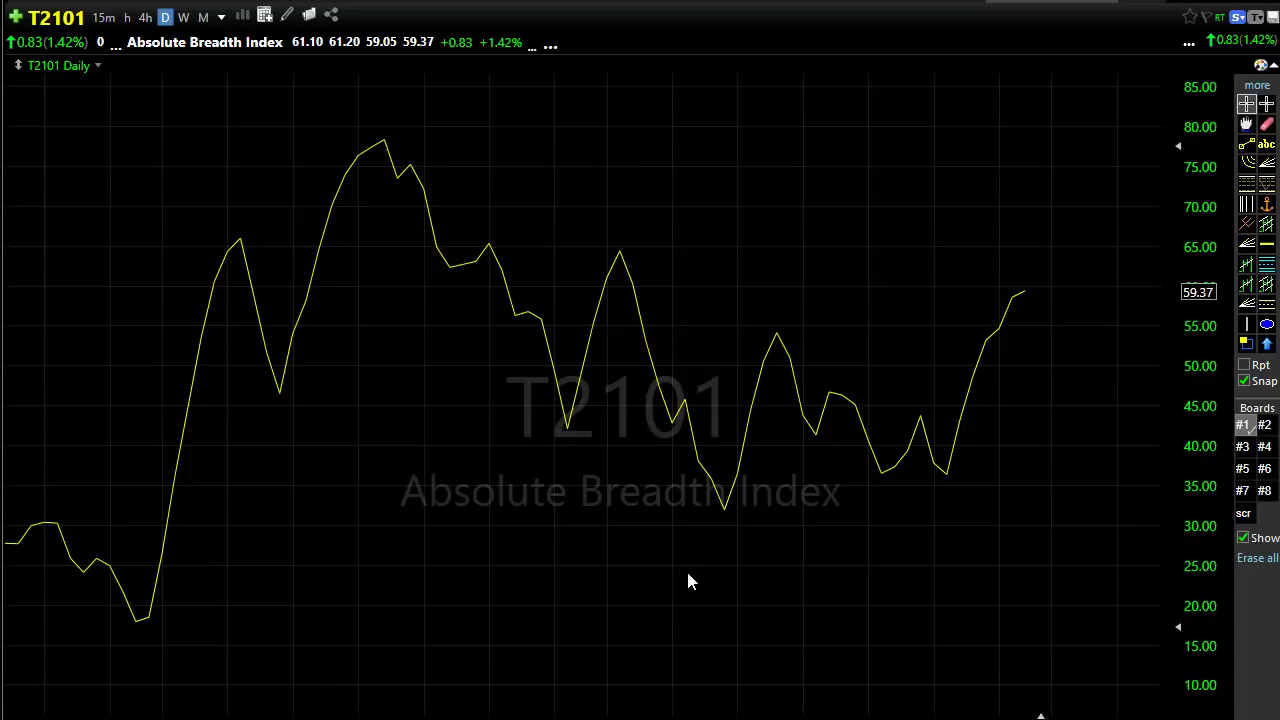 T2101 15m h 4h D W M RT S T
0.83(1.42%) 0 ... Absolute Breadth Index 61.10 61.20 59.05 59.37 +0.83 +1.42% ... ... ... 0.83(1.42%)
T2101 Daily
more
85.00
80.00
75.00
70.00
65.00
59.37
55.00
50.00
45.00
40.00
35.00
30.00
25.00
20.00
15.00
10.00
T2101
Absolute Breadth Index
abc
Rpt
Snap
Boards
#1 #2
#3 #4
#5 #6
#7 #8
scr
Show
Erase all